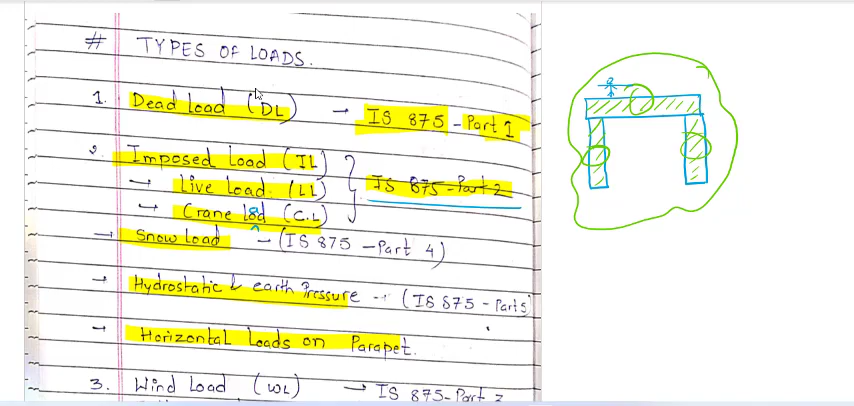 # TYPES OF LOADS.
1. Dead Load (DL) → IS 875 - Part 1
2. Imposed Load (IL)
→ Live Load. (LL) IS 875-Part 2
→ Crane load (C.L)
→ Snow Load - (IS 875 - Part 4)
→ Hydrostatic & earth Pressure - (IS 875 - Part 5)
→ Horizontal Loads on Parapet.
3. Wind Load (WL) → IS 875-Part